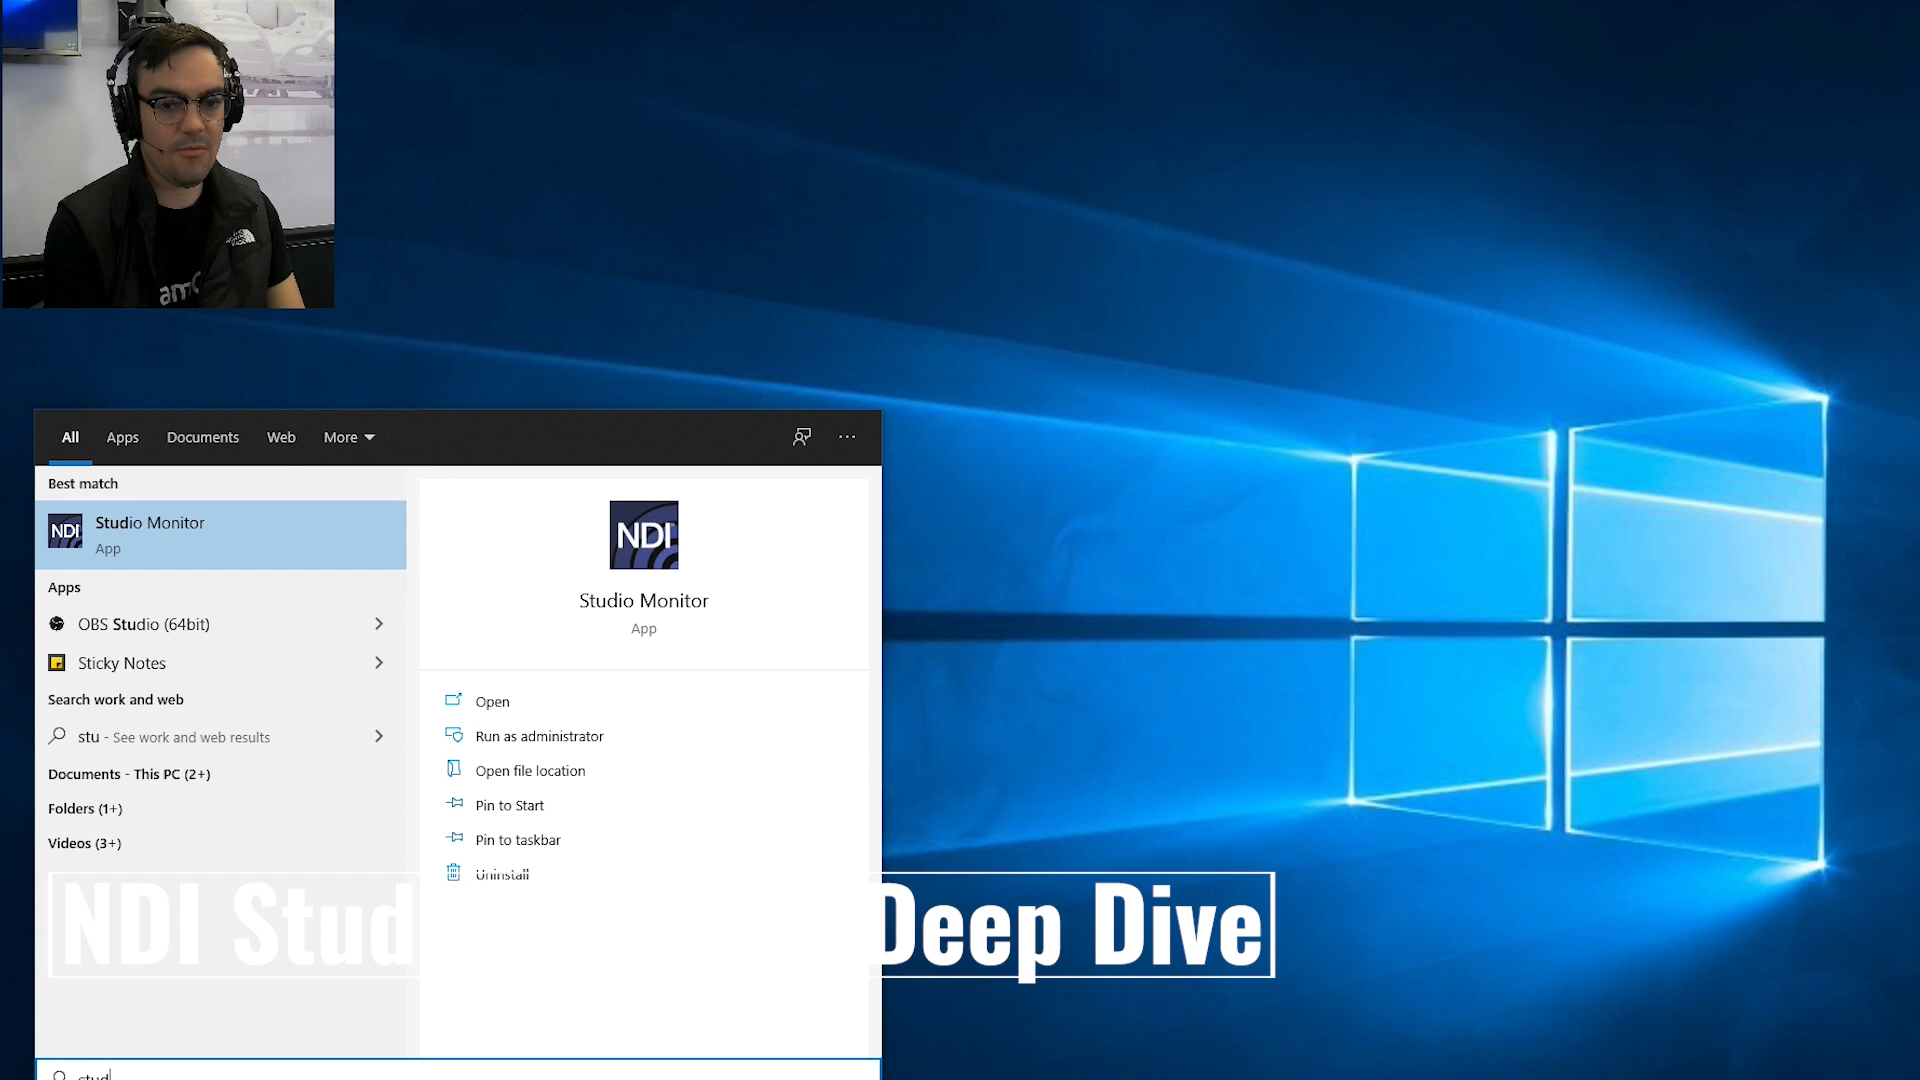 All Apps Documents Web More
Best match
NDI
Studio Monitor
App
Apps
OBS Studio (64bit)
Sticky Notes
Search work and web
stu - See work and web results
Documents - This PC (2+)
Folders (1+)
Videos (3+)
NDI
Studio Monitor
App
Open
Run as administrator
Open file location
Pin to Start
Pin to taskbar
Uninstall
NDI Stud Deep Dive
stud